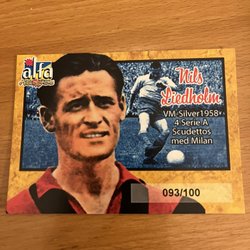 alfa
Nils
Liedholm
VM-Silver1958
4 Serie A
Scudettos
med Milan
093/100